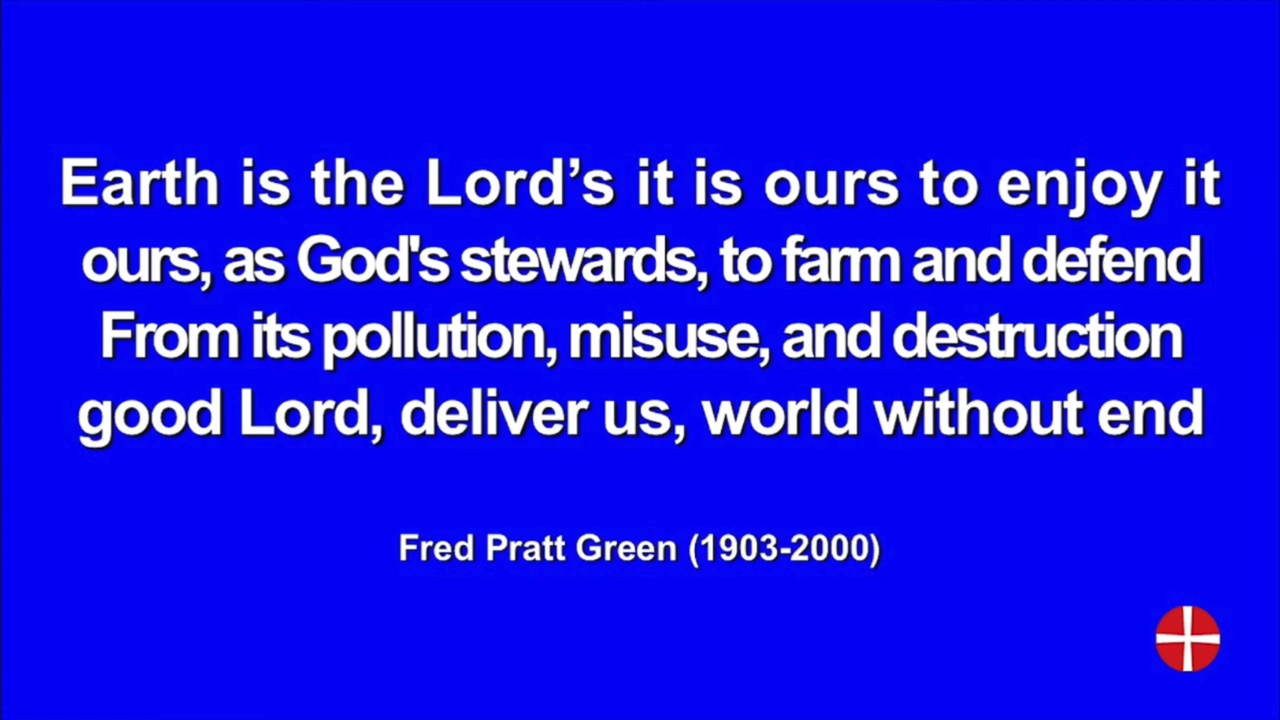 Earth is the Lord’s it is ours to enjoy it
ours, as God's stewards, to farm and defend
From its pollution, misuse, and destruction
good Lord, deliver us, world without end
Fred Pratt Green (1903-2000)